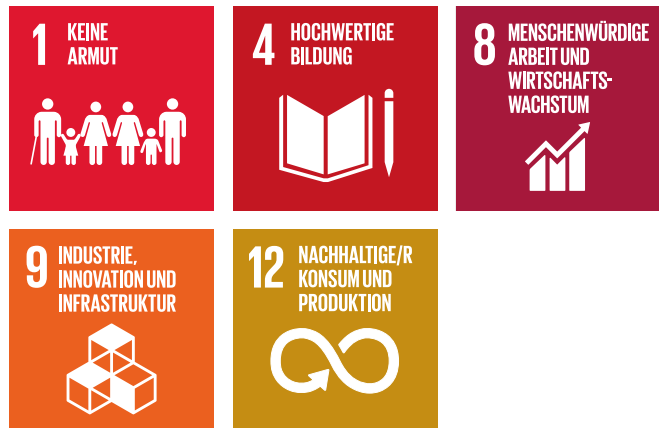 1 KEINE
ARMUT
4 HOCHWERTIGE
BILDUNG
8 MENSCHENWÜRDIGE
ARBEIT UND
WIRTSCHAFTS-
WACHSTUM
9 INDUSTRIE,
INNOVATION UND
INFRASTRUKTUR
12 NACHHALTIGE/R
KONSUM UND
PRODUKTION